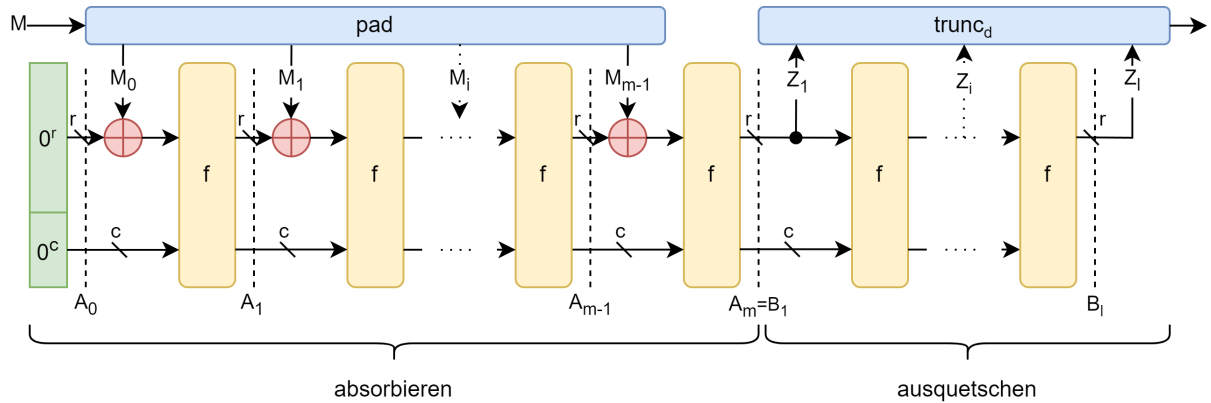 M pad trunc_d
M_0 M_1 M_i M_{m-1} Z_1 Z_i Z_l
0^r r r r r r
f f f f f f
0^c c c c c
A_0 A_1 A_{m-1} A_m=B_1 B_l
absorbieren ausquetschen